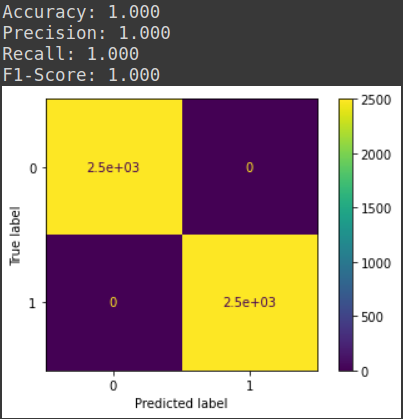 Accuracy: 1.000
Precision: 1.000
Recall: 1.000
F1-Score: 1.000
2500
0 2.5e+03 0
2000
1500
True label
1000
1 0 2.5e+03
500
0
0 1
Predicted label